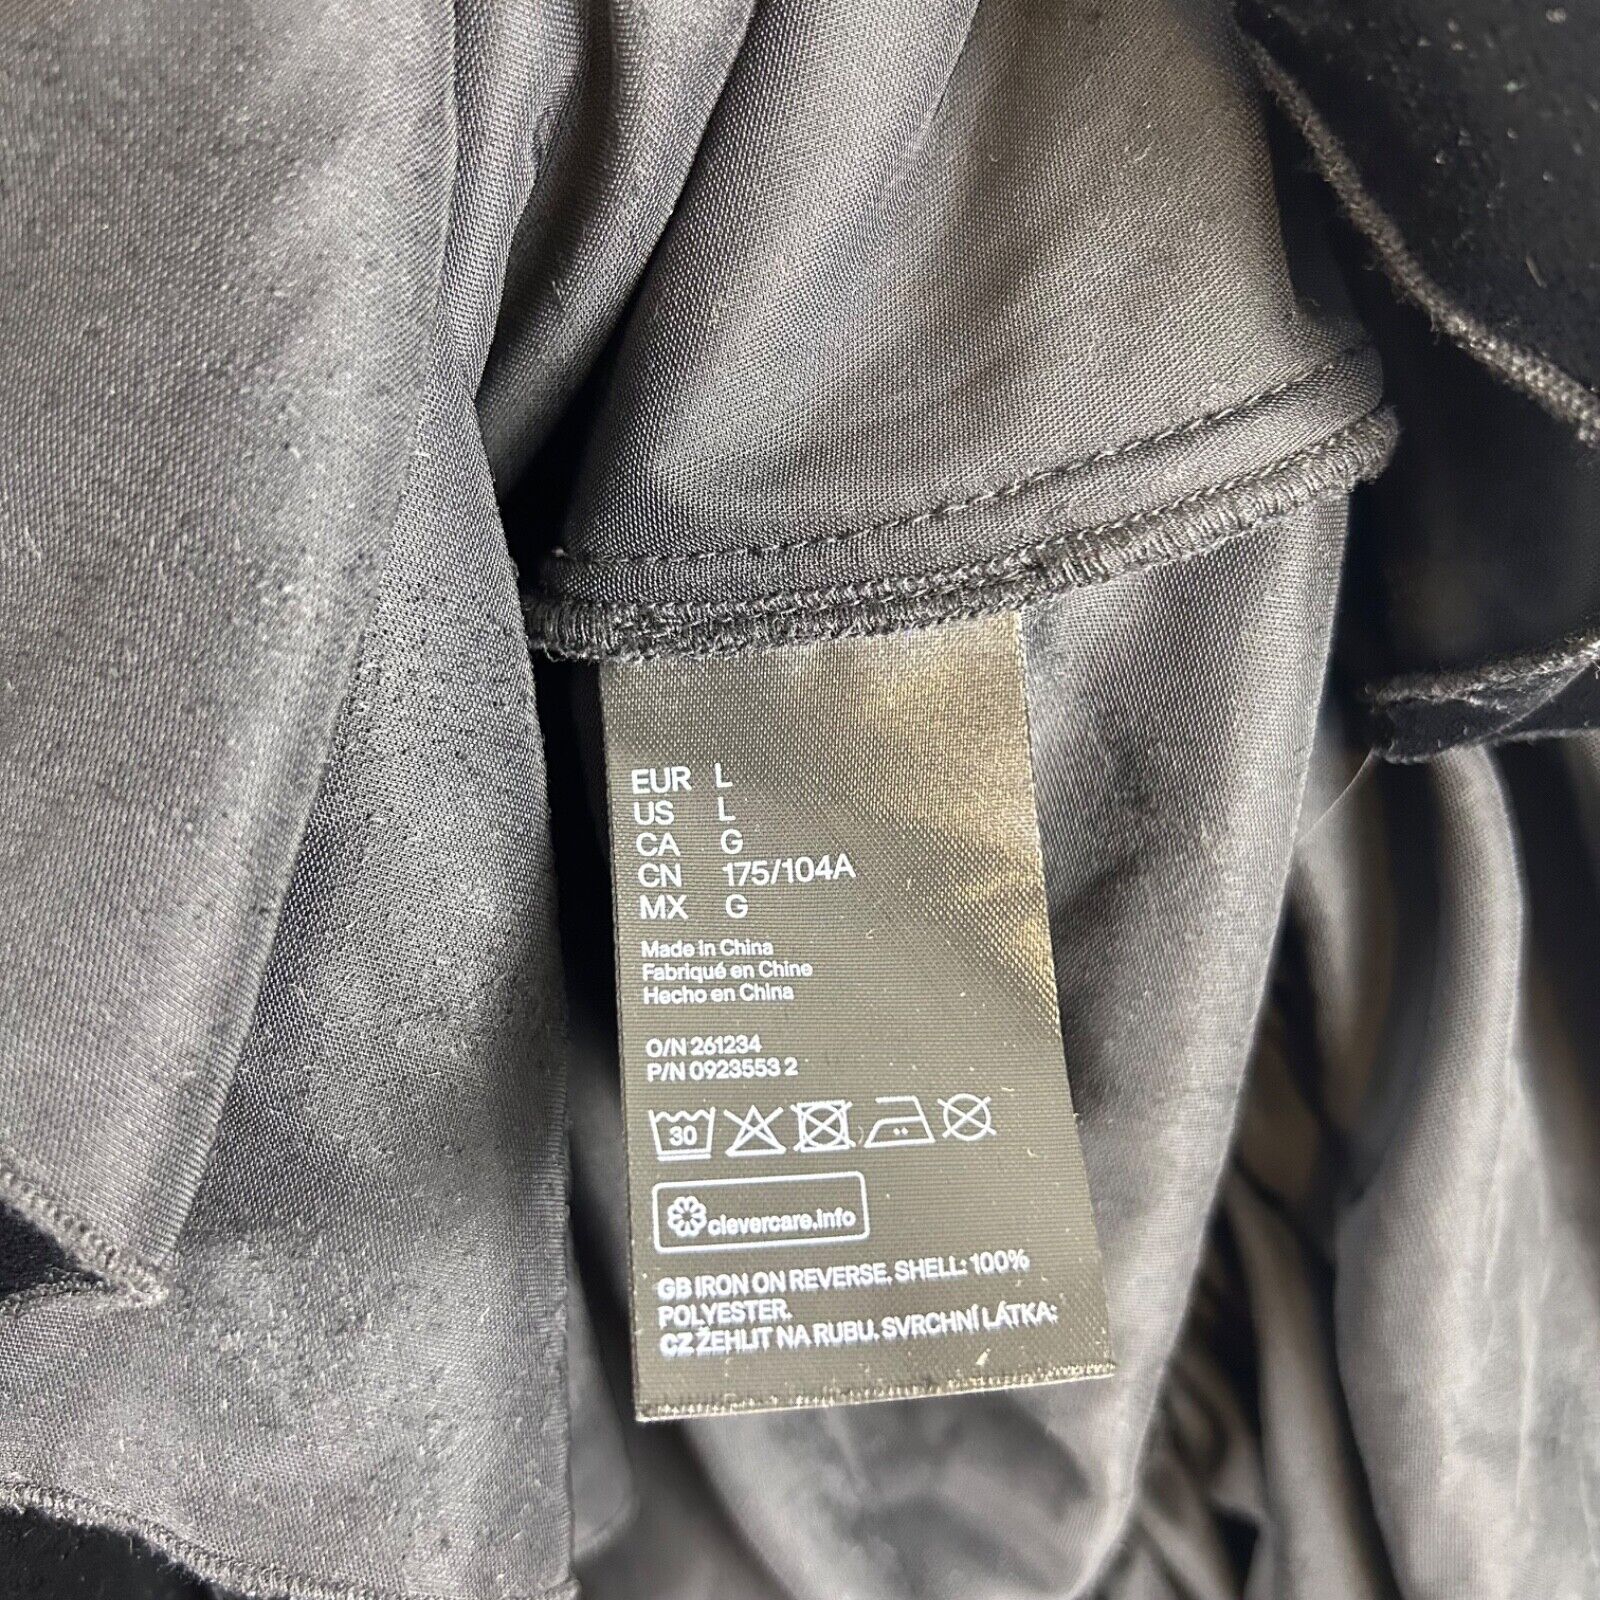 EUR L
US L
CA G
CN 175/104A
MX G
Made in China
Fabriqué en Chine
Hecho en China
O/N 261234
P/N 0923553 2
30
clevercare.info
GB IRON ON REVERSE, SHELL: 100%
POLYESTER.
CZ ŽEHLIT NA RUBU. SVRCHNÍ LÁTKA: